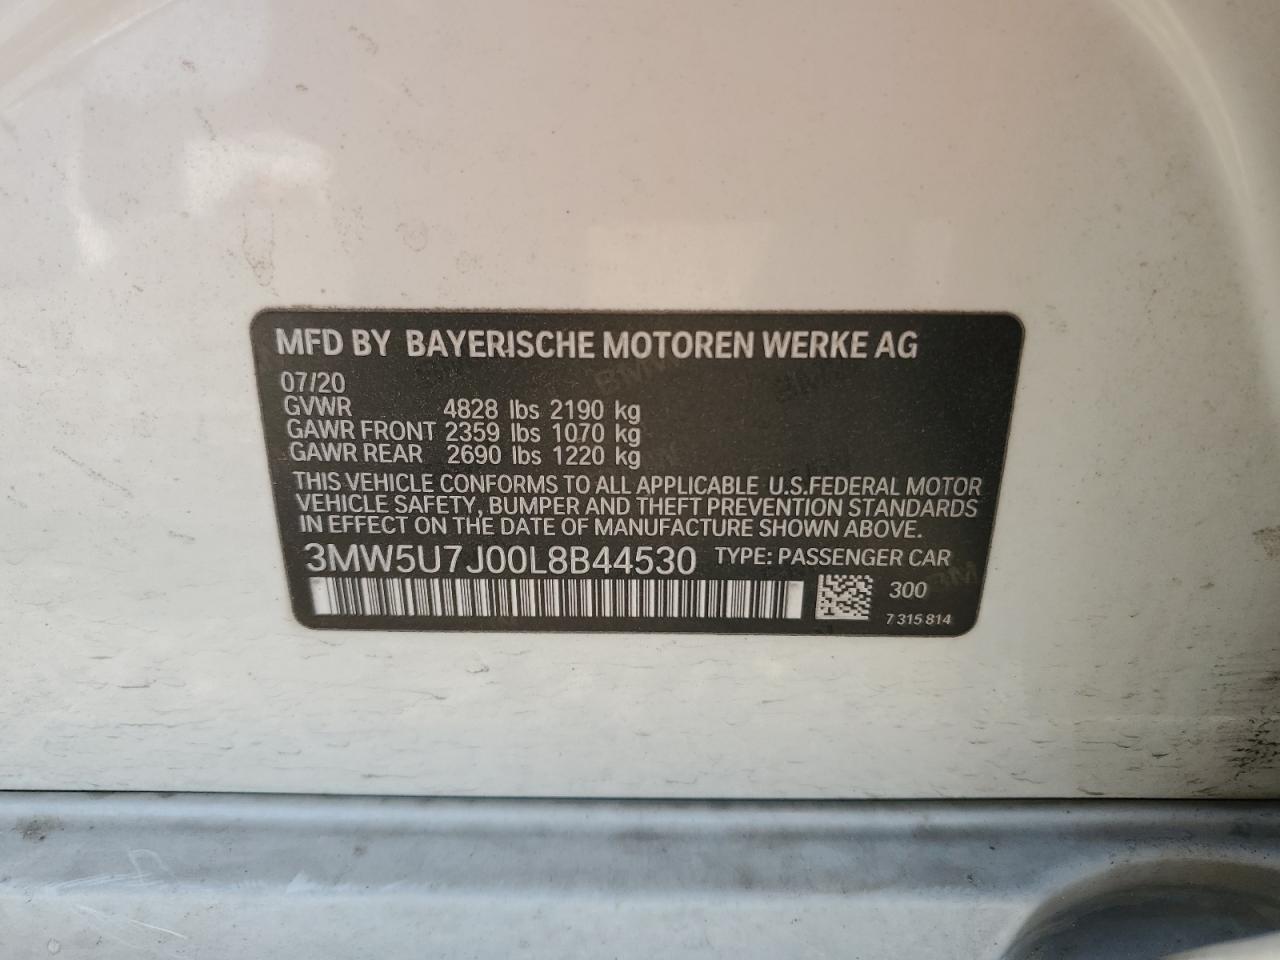 MFD BY BAYERISCHE MOTOREN WERKE AG
07/20
GVWR 4828 lbs 2190 kg
GAWR FRONT 2359 lbs 1070 kg
GAWR REAR 2690 lbs 1220 kg
THIS VEHICLE CONFORMS TO ALL APPLICABLE U.S.FEDERAL MOTOR
VEHICLE SAFETY, BUMPER AND THEFT PREVENTION STANDARDS
IN EFFECT ON THE DATE OF MANUFACTURE SHOWN ABOVE.
3MW5U7J00L8B44530 TYPE: PASSENGER CAR
300
7 315 814